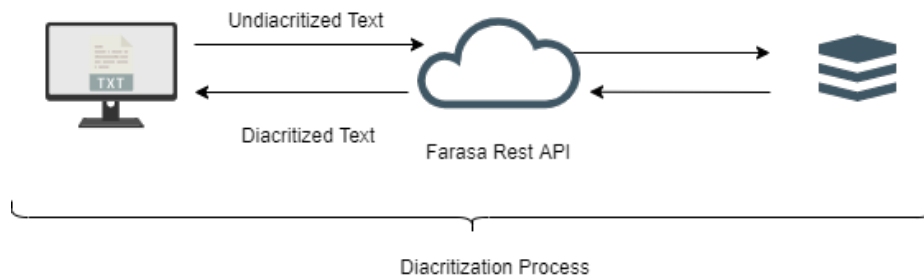 Undiacritized Text
TXT
Diacritized Text
Farasa Rest API
Diacritization Process